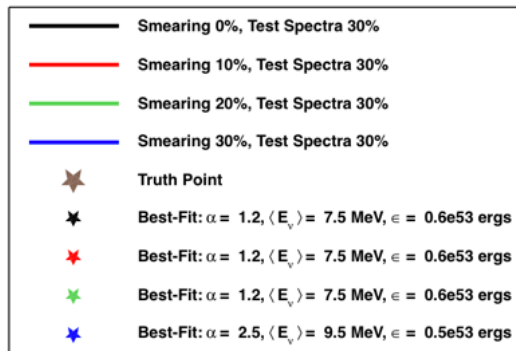 Smearing 0%, Test Spectra 30%
Smearing 10%, Test Spectra 30%
Smearing 20%, Test Spectra 30%
Smearing 30%, Test Spectra 30%
Truth Point
Best-Fit: α = 1.2, ⟨E_ν⟩ = 7.5 MeV, ∈ = 0.6e53 ergs
Best-Fit: α = 1.2, ⟨E_ν⟩ = 7.5 MeV, ∈ = 0.6e53 ergs
Best-Fit: α = 1.2, ⟨E_ν⟩ = 7.5 MeV, ∈ = 0.6e53 ergs
Best-Fit: α = 2.5, ⟨E_ν⟩ = 9.5 MeV, ∈ = 0.5e53 ergs